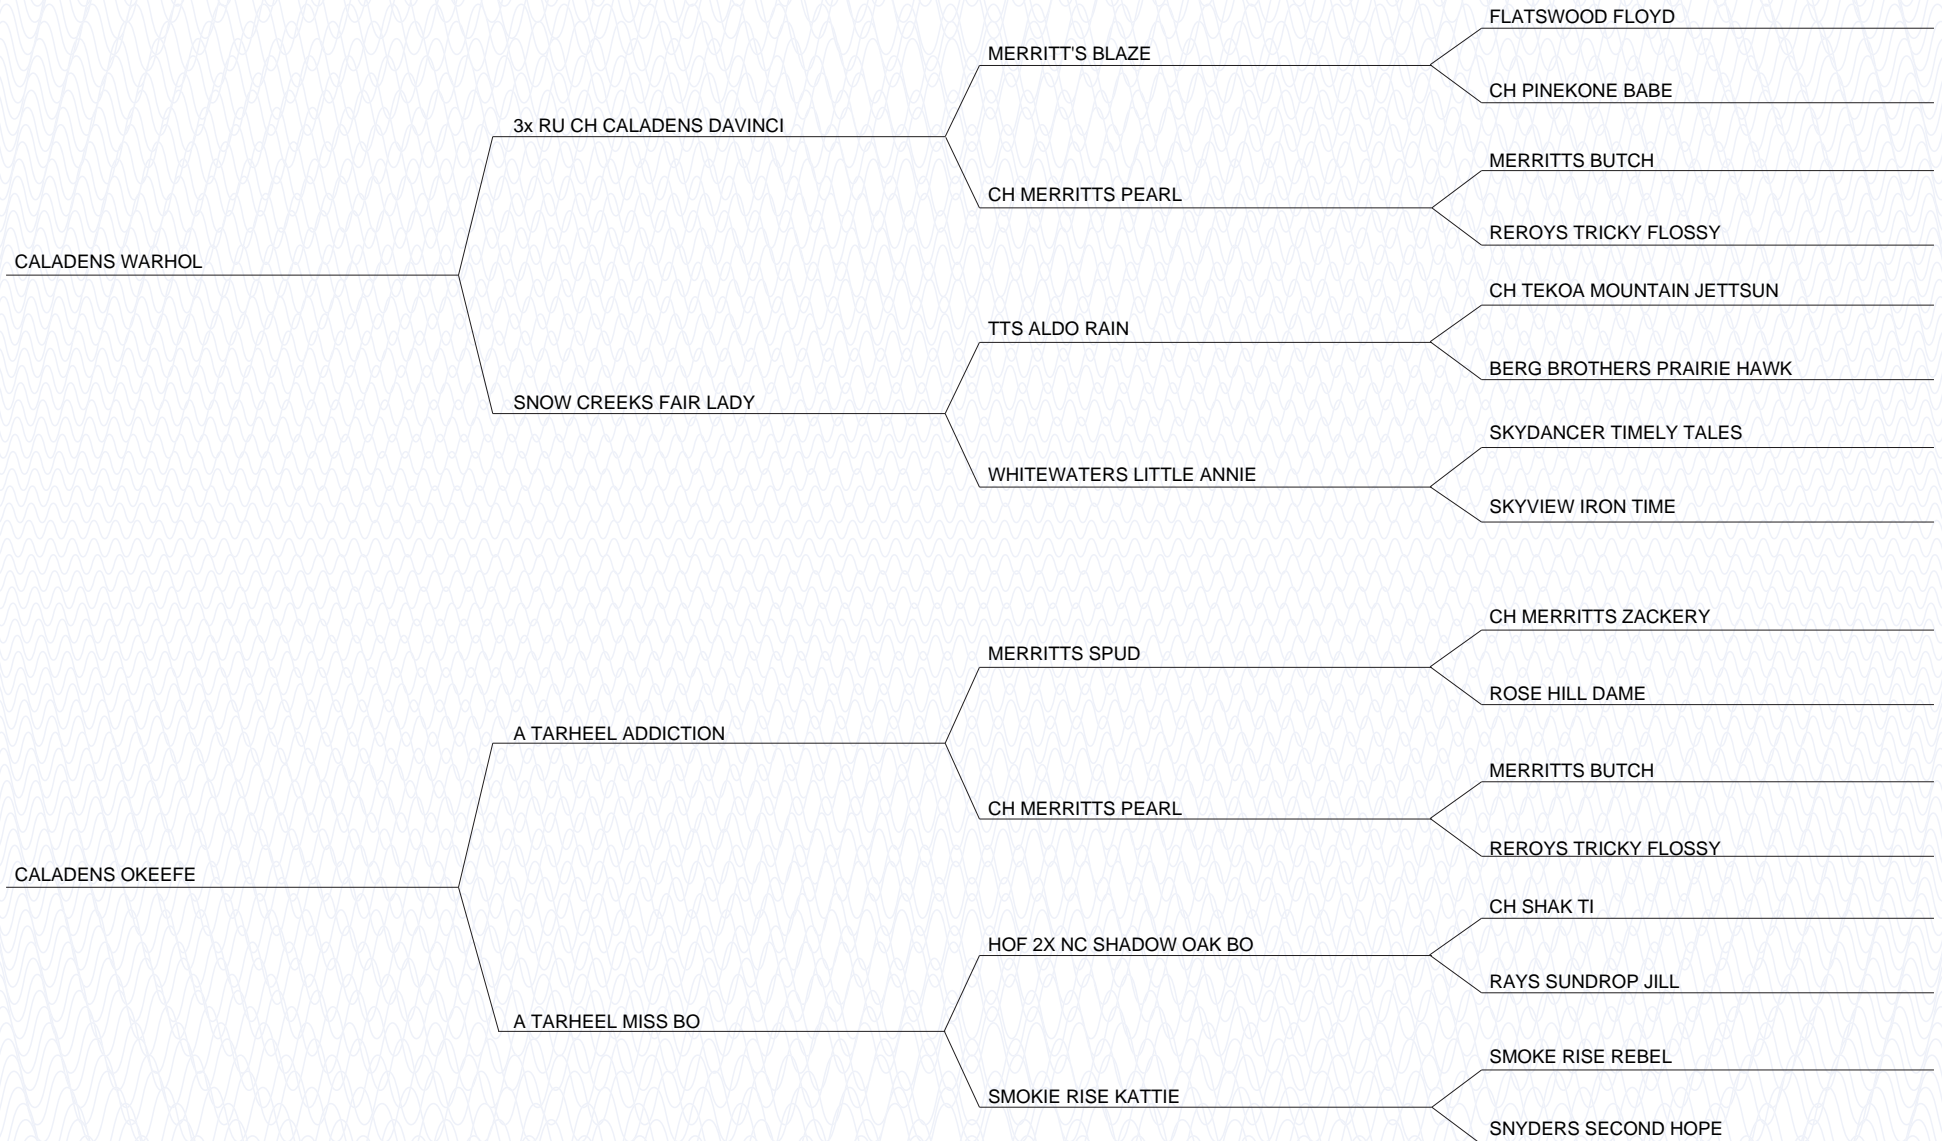 FLATSWOOD FLOYD
MERRITT'S BLAZE
CH PINEKONE BABE
3x RU CH CALADENS DAVINCI
MERRITTS BUTCH
CH MERRITTS PEARL
REROYS TRICKY FLOSSY
CALADENS WARHOL
CH TEKOA MOUNTAIN JETTSUN
TTS ALDO RAIN
BERG BROTHERS PRAIRIE HAWK
SNOW CREEKS FAIR LADY
SKYDANCER TIMELY TALES
WHITEWATERS LITTLE ANNIE
SKYVIEW IRON TIME
CH MERRITTS ZACKERY
MERRITTS SPUD
ROSE HILL DAME
A TARHEEL ADDICTION
MERRITTS BUTCH
CH MERRITTS PEARL
REROYS TRICKY FLOSSY
CALADENS OKEEFE
CH SHAK TI
HOF 2X NC SHADOW OAK BO
RAYS SUNDROP JILL
A TARHEEL MISS BO
SMOKE RISE REBEL
SMOKIE RISE KATTIE
SNYDERS SECOND HOPE